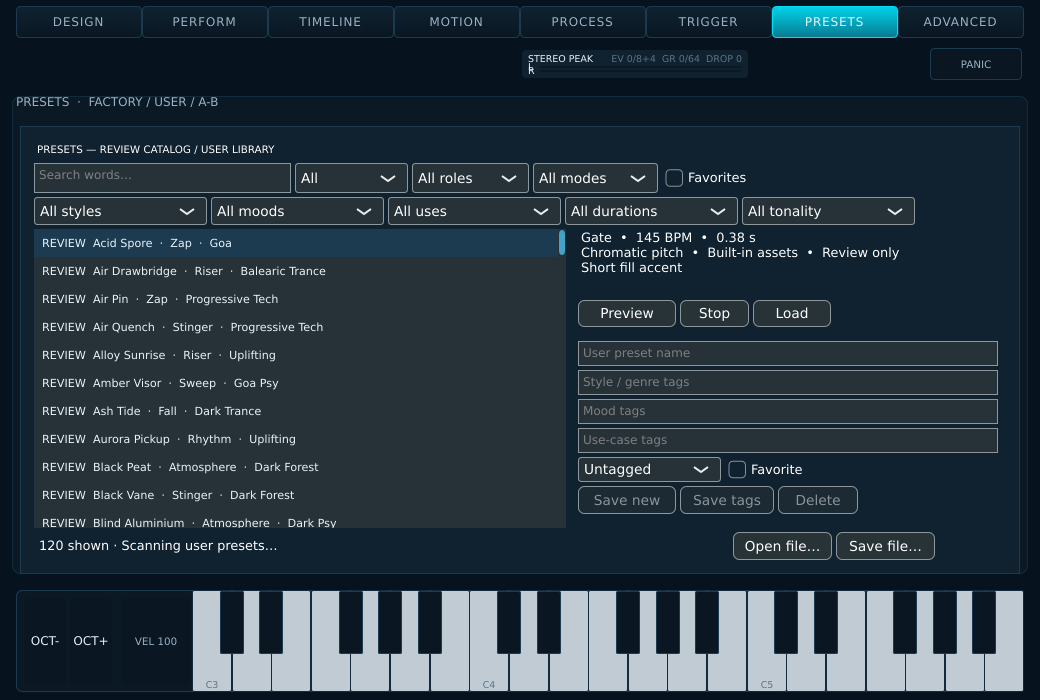 DESIGN PERFORM TIMELINE MOTION PROCESS TRIGGER PRESETS ADVANCED
STEREO PEAK EV 0/8+4 GR 0/64 DROP 0
L
R
PANIC
PRESETS · FACTORY / USER / A-B
PRESETS — REVIEW CATALOG / USER LIBRARY
Search words... All All roles All modes Favorites
All styles All moods All uses All durations All tonality
REVIEW Acid Spore · Zap · Goa
REVIEW Air Drawbridge · Riser · Balearic Trance
REVIEW Air Pin · Zap · Progressive Tech
REVIEW Air Quench · Stinger · Progressive Tech
REVIEW Alloy Sunrise · Riser · Uplifting
REVIEW Amber Visor · Sweep · Goa Psy
REVIEW Ash Tide · Fall · Dark Trance
REVIEW Aurora Pickup · Rhythm · Uplifting
REVIEW Black Peat · Atmosphere · Dark Forest
REVIEW Black Vane · Stinger · Dark Forest
REVIEW Blind Aluminium · Atmosphere · Dark Psy
120 shown · Scanning user presets...
Gate • 145 BPM • 0.38 s
Chromatic pitch • Built-in assets • Review only
Short fill accent
Preview Stop Load
User preset name
Style / genre tags
Mood tags
Use-case tags
Untagged Favorite
Save new Save tags Delete
Open file... Save file...
OCT- OCT+ VEL 100
C3 C4 C5